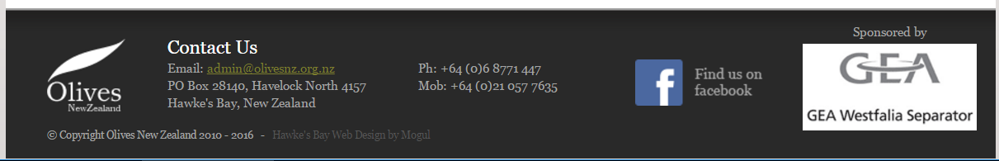 Olives
NewZealand
Contact Us
Email: admin@olivesnz.org.nz
PO Box 28140, Havelock North 4157
Hawke's Bay, New Zealand
Ph: +64 (0)6 8771 447
Mob: +64 (0)21 057 7635
Find us on
facebook
Sponsored by
GEA
GEA Westfalia Separator
© Copyright Olives New Zealand 2010 - 2016 - Hawke's Bay Web Design by Mogul